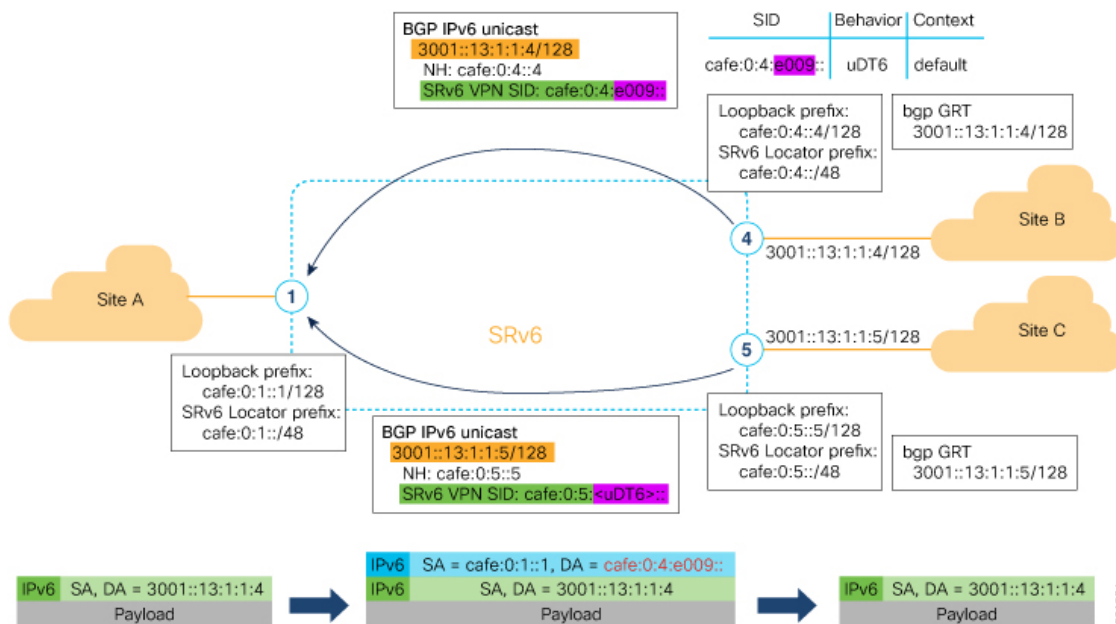 BGP IPv6 unicast
3001::13:1:1:4/128
NH: cafe:0:4::4
SRv6 VPN SID: cafe:0:4:e009::
SID Behavior Context
cafe:0:4:e009:: uDT6 default
Loopback prefix:
cafe:0:4::4/128
SRv6 Locator prefix:
cafe:0:4::/48
bgp GRT
3001::13:1:1:4/128
Site B
4
3001::13:1:1:4/128
Site A
1
SRv6
3001::13:1:1:5/128
5
Site C
Loopback prefix:
cafe:0:1::1/128
SRv6 Locator prefix:
cafe:0:1::/48
BGP IPv6 unicast
3001::13:1:1:5/128
NH: cafe:0:5::5
SRv6 VPN SID: cafe:0:5:<uDT6>::
Loopback prefix:
cafe:0:5::5/128
SRv6 Locator prefix:
cafe:0:5::/48
bgp GRT
3001::13:1:1:5/128
IPv6 SA, DA = 3001::13:1:1:4
Payload
IPv6 SA = cafe:0:1::1, DA = cafe:0:4:e009::
IPv6 SA, DA = 3001::13:1:1:4
Payload
IPv6 SA, DA = 3001::13:1:1:4
Payload